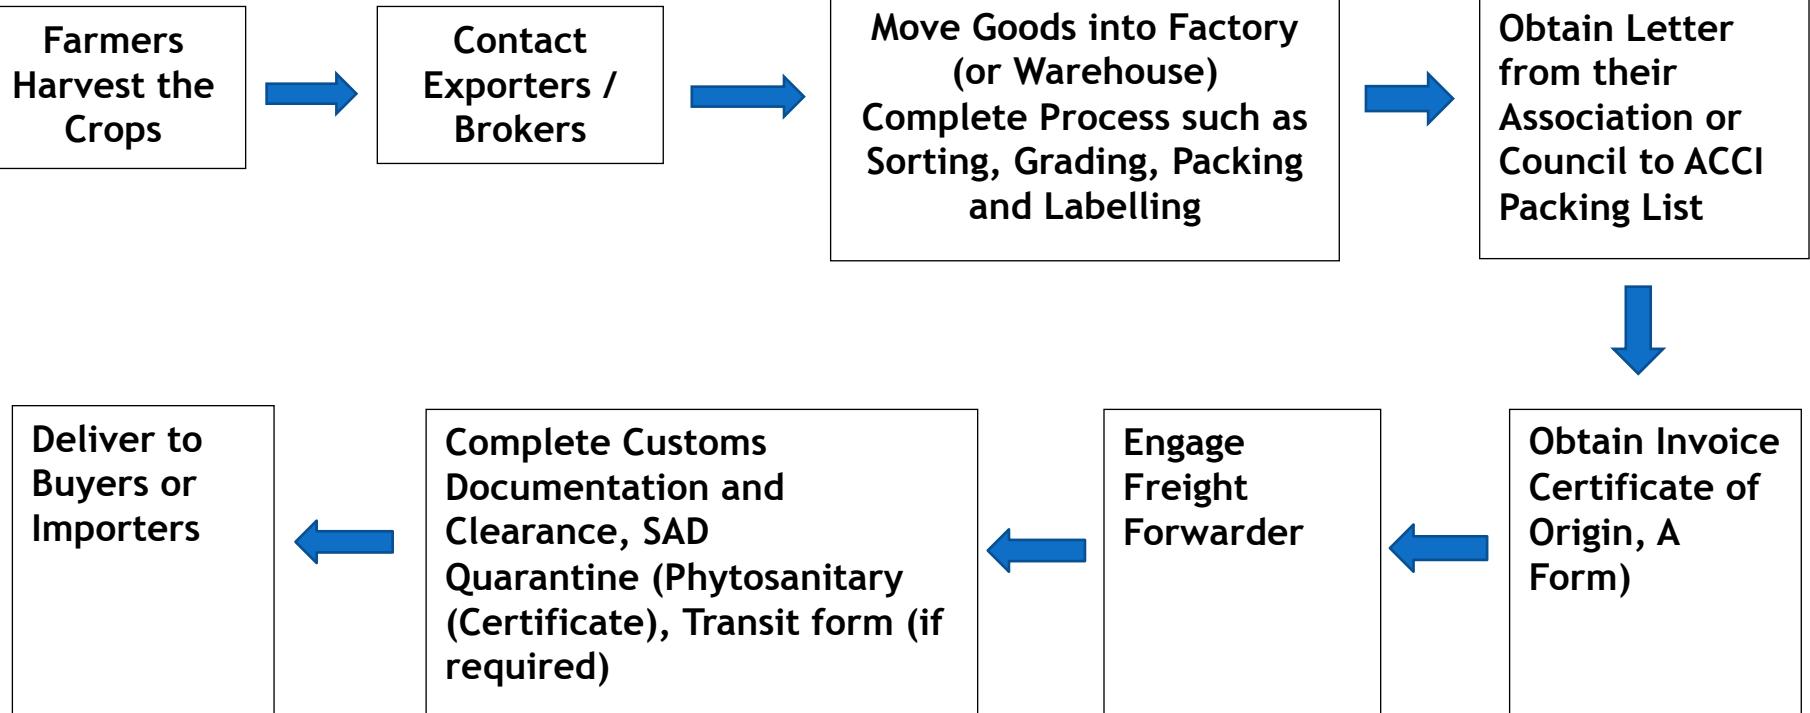 Farmers
Harvest the
Crops
Contact
Exporters /
Brokers
Move Goods into Factory
(or Warehouse)
Complete Process such as
Sorting, Grading, Packing
and Labelling
Obtain Letter
from their
Association or
Council to ACCI
Packing List
Obtain Invoice
Certificate of
Origin, A
Form)
Engage
Freight
Forwarder
Complete Customs
Documentation and
Clearance, SAD
Quarantine (Phytosanitary
(Certificate), Transit form (if
required)
Deliver to
Buyers or
Importers